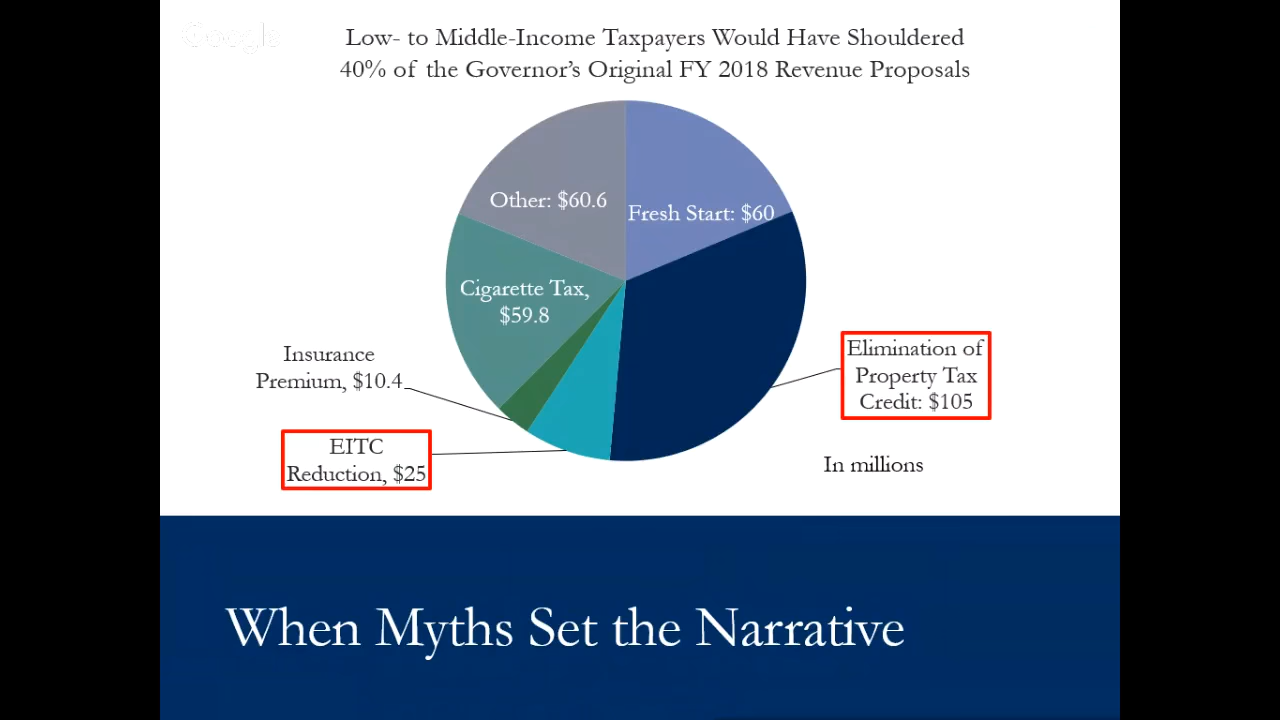 Google
Low- to Middle-Income Taxpayers Would Have Shouldered
40% of the Governor's Original FY 2018 Revenue Proposals
Other: $60.6
Fresh Start: $60
Cigarette Tax,
$59.8
Insurance
Premium, $10.4
Elimination of
Property Tax
Credit: $105
EITC
Reduction, $25
In millions
When Myths Set the Narrative